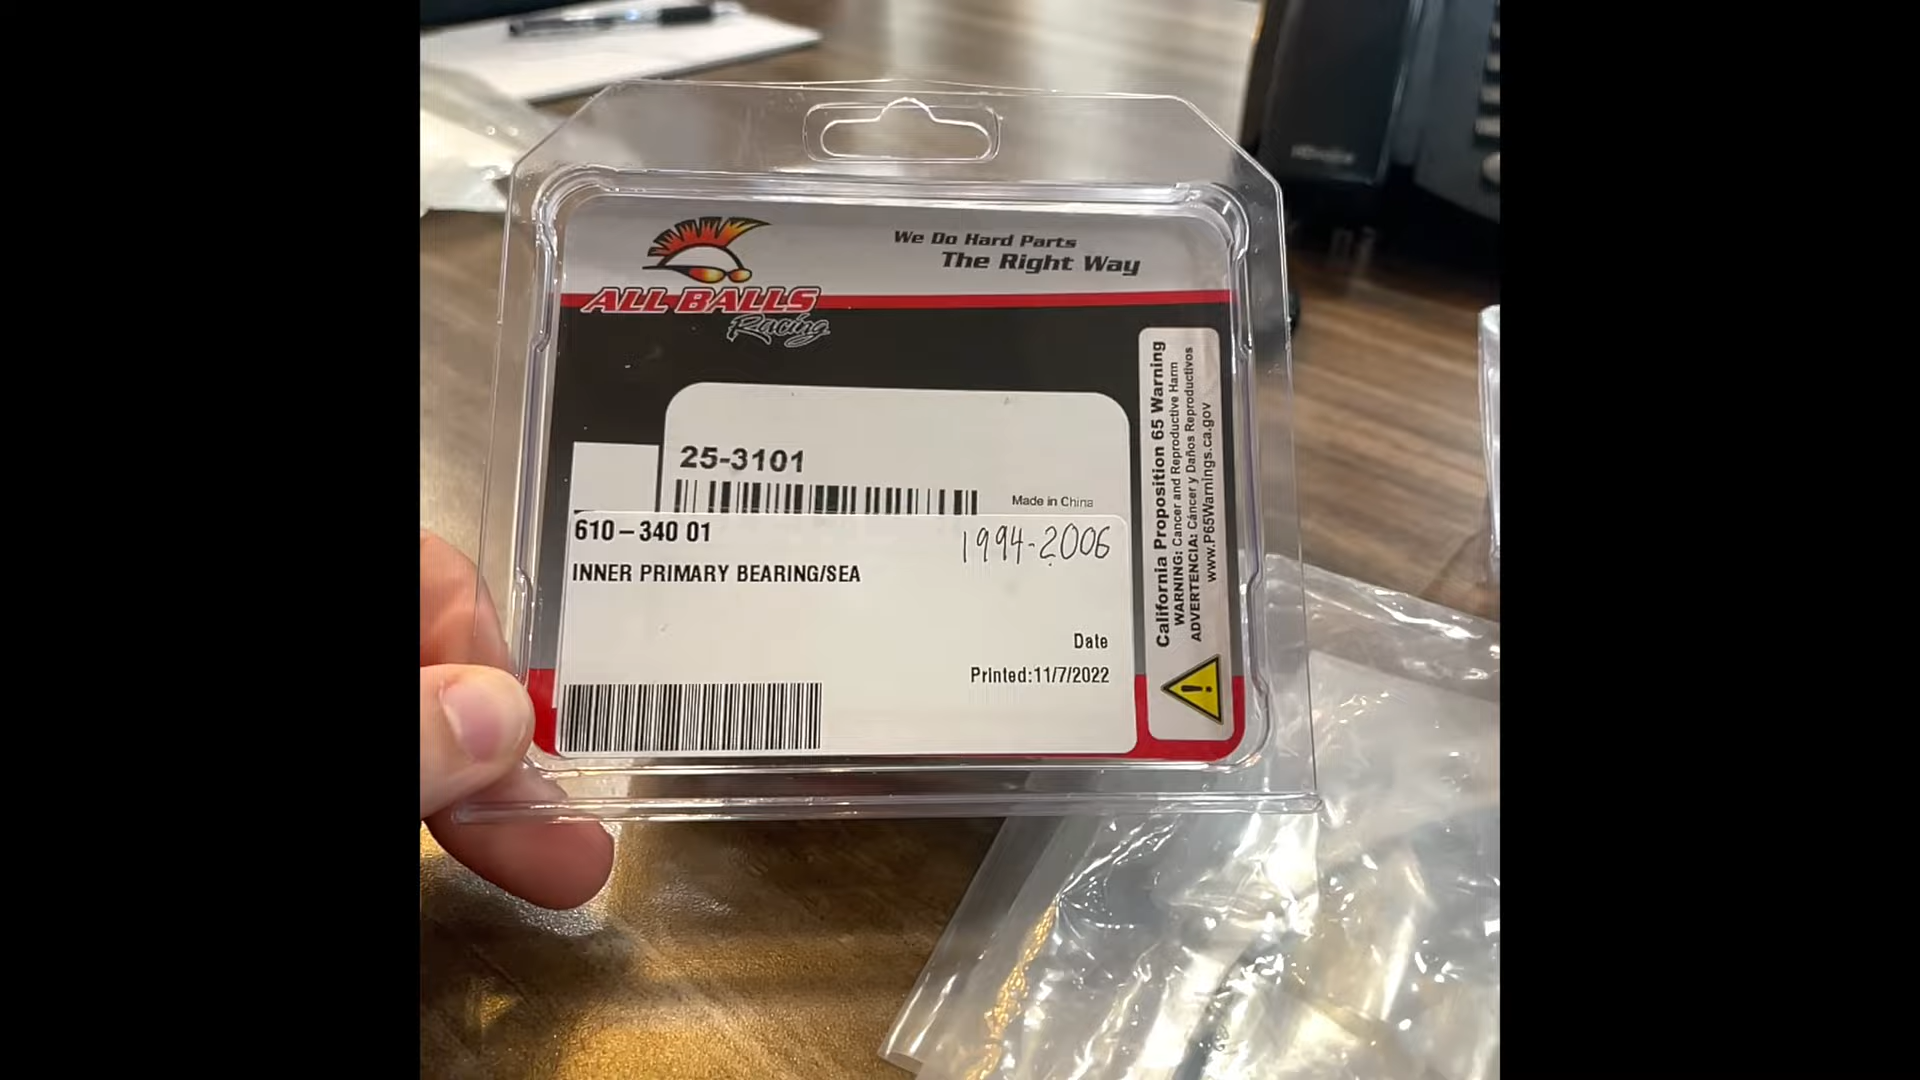 We Do Hard Parts
The Right Way
ALL BALLS
Racing
25-3101
Made in China
610-340 01
1994-2006
INNER PRIMARY BEARING/SEA
Date
Printed:11/7/2022
California Proposition 65 Warning
WARNING: Cancer and Reproductive Harm
ADVERTENCIA: Cáncer y Daños Reproductivos
www.P65Warnings.ca.gov